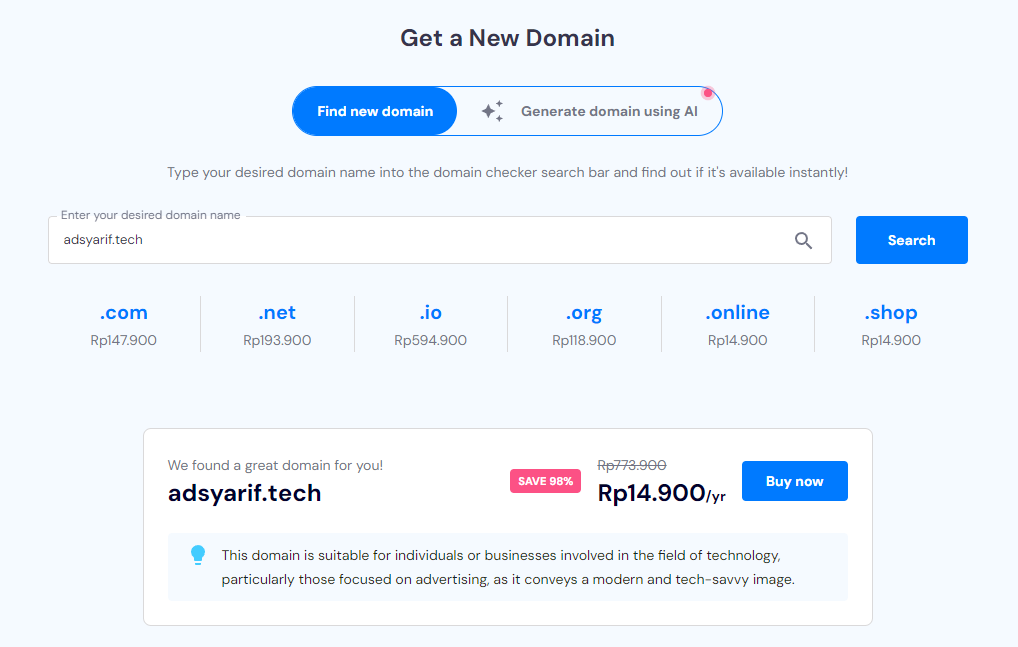 Get a New Domain
Find new domain
Generate domain using AI
Type your desired domain name into the domain checker search bar and find out if it's available instantly!
Enter your desired domain name
adsyarif.tech
Search
.com
.net
.io
.org
.online
.shop
Rp147.900
Rp193.900
Rp594.900
Rp118.900
Rp14.900
Rp14.900
We found a great domain for you!
adsyarif.tech
SAVE 98%
Rp773.900
Rp14.900/yr
Buy now
This domain is suitable for individuals or businesses involved in the field of technology,
particularly those focused on advertising, as it conveys a modern and tech-savvy image.